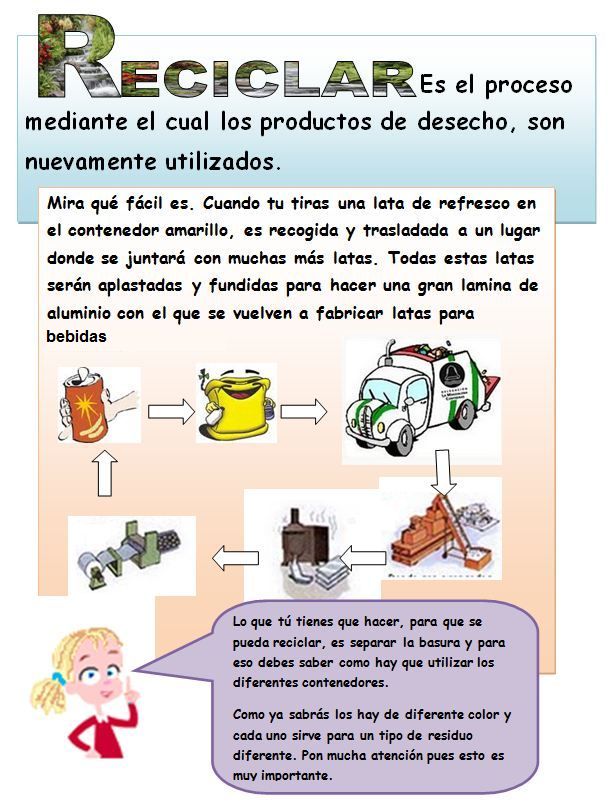 RECICLAR Es el proceso
mediante el cual los productos de desecho, son
nuevamente utilizados.
Mira qué fácil es. Cuando tu tiras una lata de refresco en
el contenedor amarillo, es recogida y trasladada a un lugar
donde se juntará con muchas más latas. Todas estas latas
serán aplastadas y fundidas para hacer una gran lamina de
aluminio con el que se vuelven a fabricar latas para
bebidas
Lo que tú tienes que hacer, para que se
pueda reciclar, es separar la basura y para
eso debes saber como hay que utilizar los
diferentes contenedores.
Como ya sabrás los hay de diferente color y
cada uno sirve para un tipo de residuo
diferente. Pon mucha atención pues esto es
muy importante.